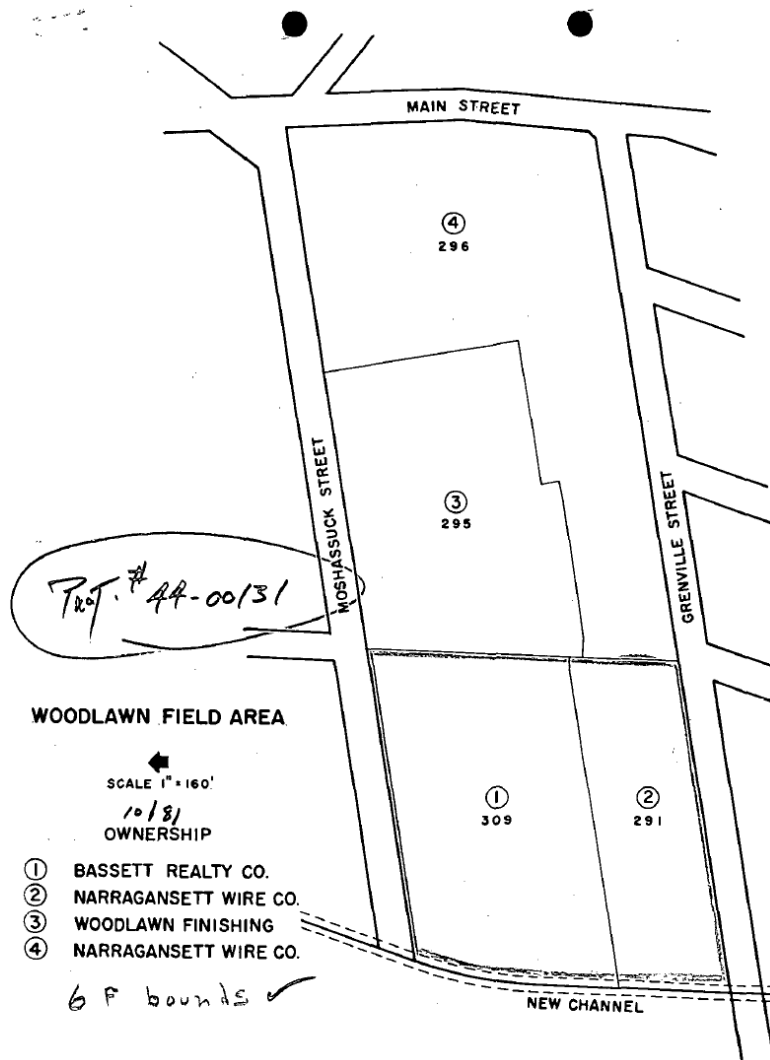 MAIN STREET
④
296
MOSHASSUCK STREET
③
295
GRENVILLE STREET
# 44-00131
WOODLAWN FIELD AREA
SCALE 1" = 160'
10/81
OWNERSHIP
①
309
②
291
① BASSETT REALTY CO.
② NARRAGANSETT WIRE CO.
③ WOODLAWN FINISHING
④ NARRAGANSETT WIRE CO.
6 F bounds ✓
NEW CHANNEL